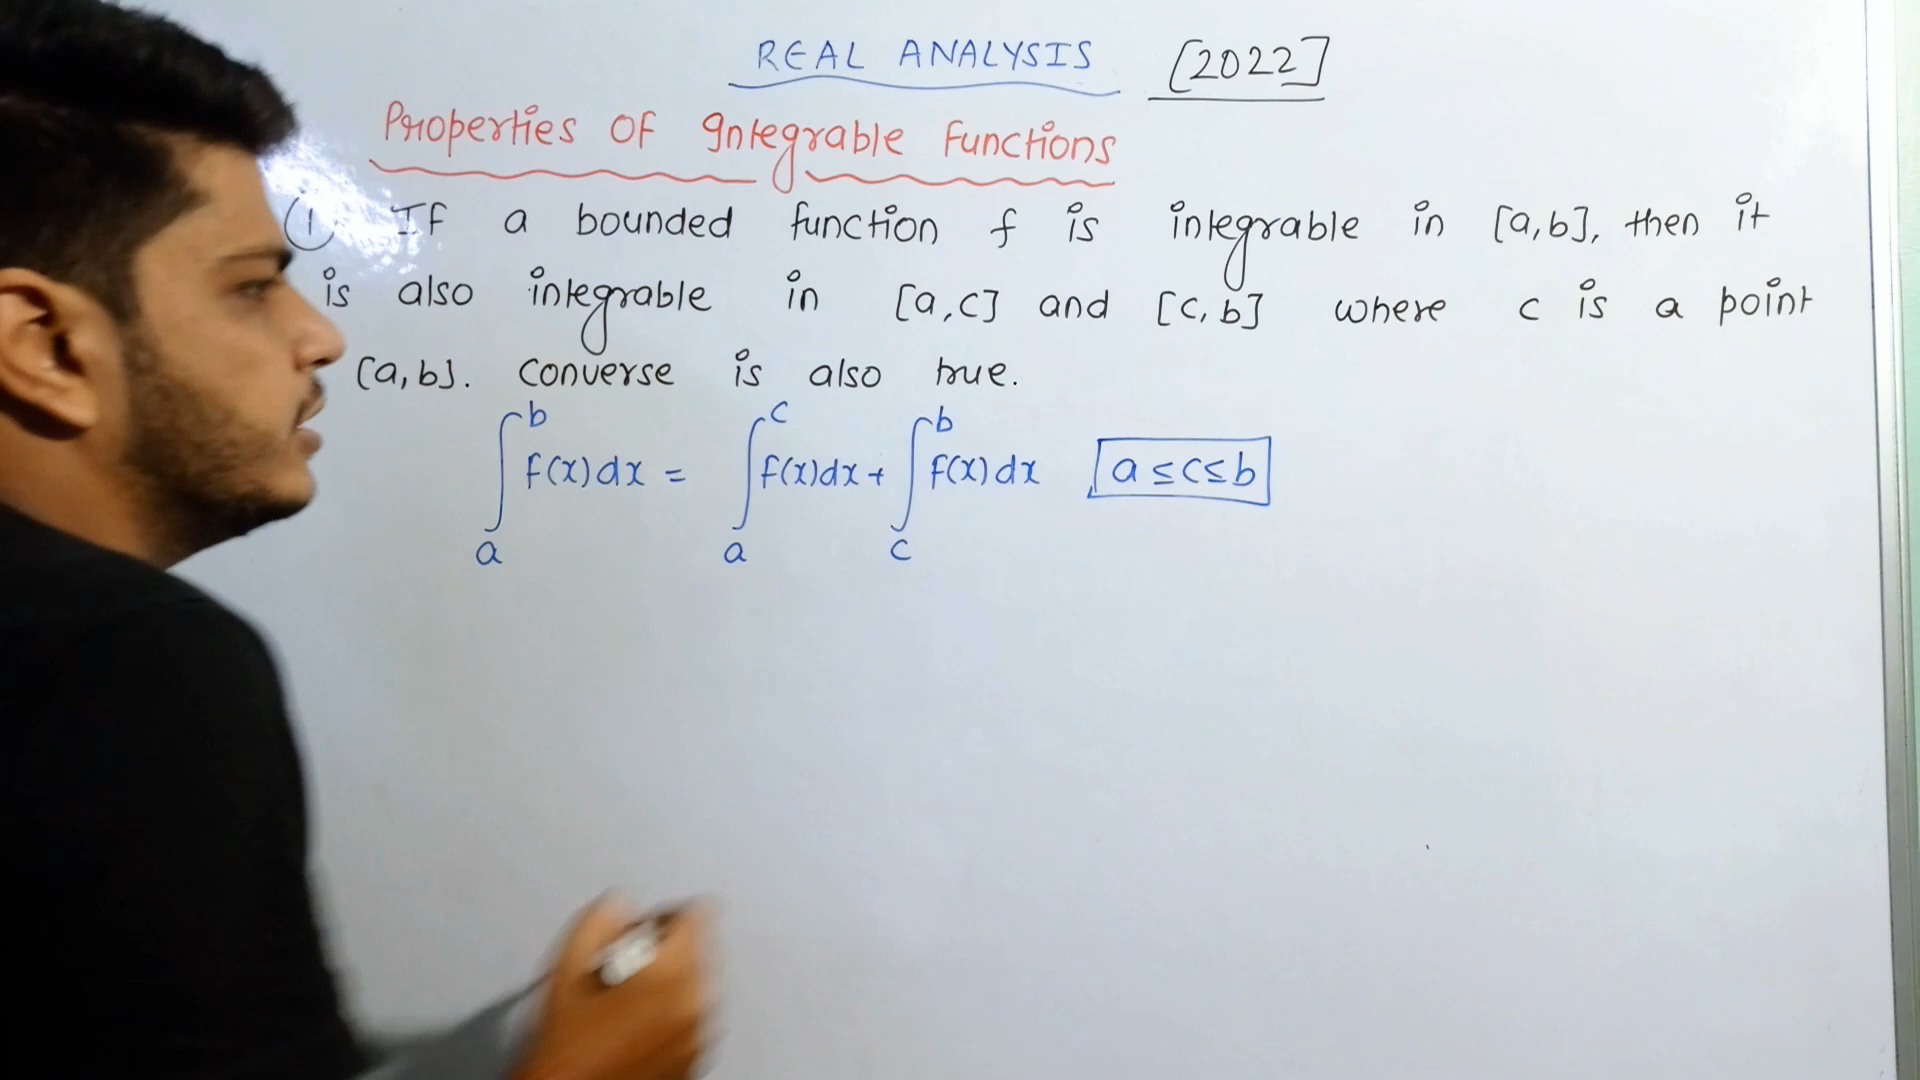 REAL ANALYSIS [2022]
Properties OF Integrable Functions
① IF a bounded function f is integrable in [a,b], then it
is also integrable in [a,c] and [c,b] where c is a point
[a,b]. Converse is also true.
∫_a^b f(x)dx = ∫_a^c f(x)dx + ∫_c^b f(x)dx a≤c≤b